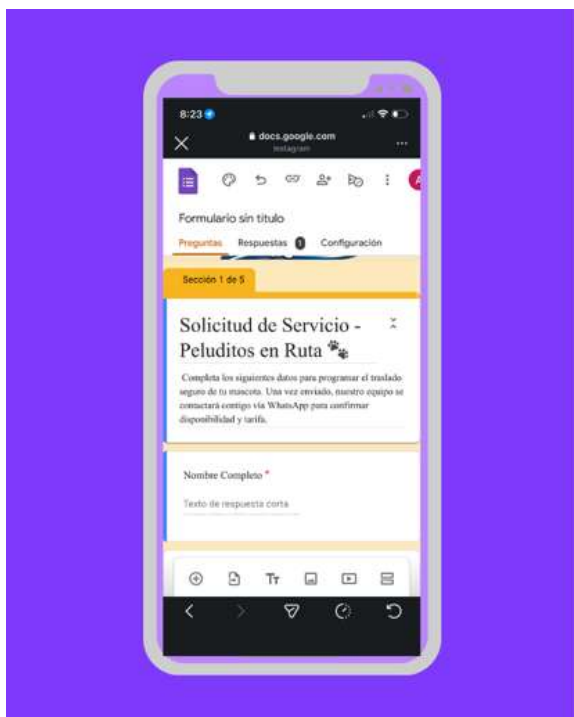 8:23
docs.google.com
Instagram
Formulario sin título
Preguntas Respuestas 1 Configuración
Sección 1 de 5
Solicitud de Servicio -
Peluditos en Ruta
Completa los siguientes datos para programar el traslado
seguro de tu mascota. Una vez enviado, nuestro equipo se
contactará contigo vía WhatsApp para confirmar
disponibilidad y tarifa.
Nombre Completo *
Texto de respuesta corta
Tт